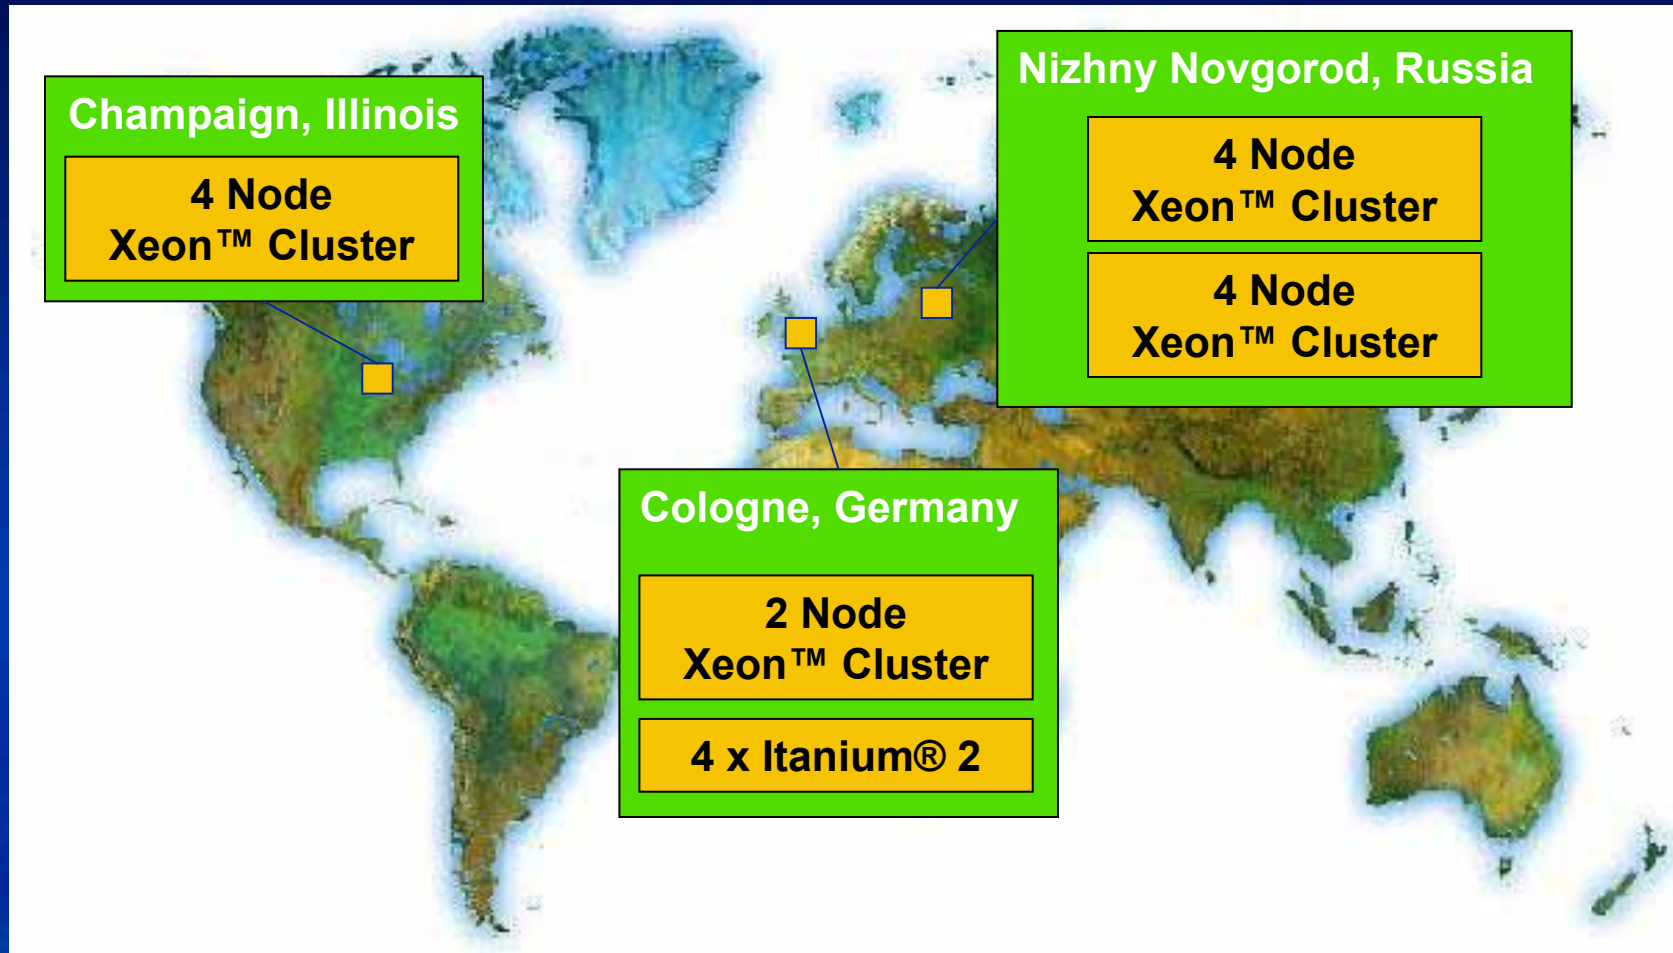 Champaign, Illinois
4 Node
Xeon™ Cluster
Nizhny Novgorod, Russia
4 Node
Xeon™ Cluster
4 Node
Xeon™ Cluster
Cologne, Germany
2 Node
Xeon™ Cluster
4 x Itanium® 2